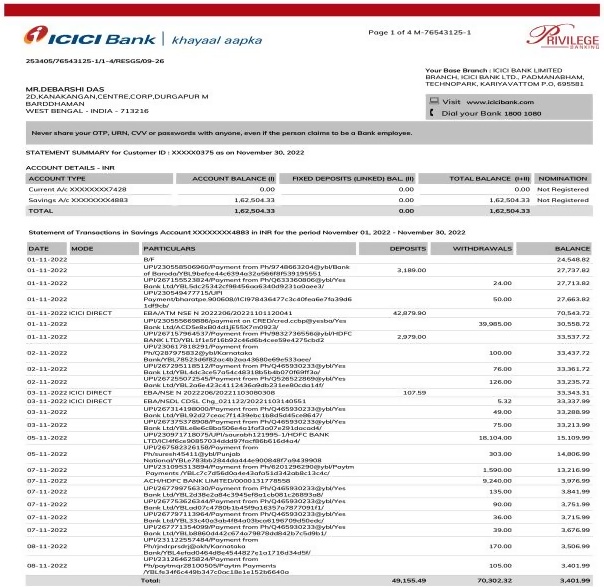 ICICI Bank | khayaal aapka
Page 1 of 4 M-76543125-1
PRIVILEGE
BANKING
253405/76543125-1/1-4/RESGS/09-26
Your Base Branch : ICICI BANK LIMITED
BRANCH, ICICI BANK LTD., PADMANABHAM,
TECHNOPARK, KARIYAVATTOM P.O, 695581
MR.DEBARSHI DAS
2D,KANAKANGAN,CENTRE,CORP,DURGAPUR M
BARDDHAMAN
WEST BENGAL - INDIA - 713216
Visit www.icicibank.com
Dial your Bank 1800 1080
Never share your OTP, URN, CVV or passwords with anyone, even if the person claims to be a Bank employee.
STATEMENT SUMMARY for Customer ID : XXXXX0375 as on November 30, 2022
ACCOUNT DETAILS - INR
ACCOUNT TYPE ACCOUNT BALANCE (I) FIXED DEPOSITS (LINKED) BAL. (II) TOTAL BALANCE (I+II) NOMINATION
Current A/c XXXXXXXX7428 0.00 0.00 0.00 Not Registered
Savings A/c XXXXXXXX4883 1,62,504.33 0.00 1,62,504.33 Not Registered
TOTAL 1,62,504.33 0.00 1,62,504.33
Statement of Transactions in Savings Account XXXXXXXX4883 in INR for the period November 01, 2022 - November 30, 2022
DATE MODE PARTICULARS DEPOSITS WITHDRAWALS BALANCE
01-11-2022 B/F 24,548.82
UPI/230558506960/Payment from Ph/9748663204@ybl/Bank
01-11-2022 of Baroda/ 3,189.00 27,737.82
UPI/267155523824/Payment from Ph/Q633360806@ybl/Yes
01-11-2022 Bank Ltd/ 24.00 27,713.82
UPI/230549477715/UPI
01-11-2022 Payment/bharatpe.900608/ 50.00 27,663.82
01-11-2022 ICICI DIRECT EBA/ATM NSE N 2022206/20221101120041 42,879.90 70,543.72
UPI/230555669886/payment on CRED/cred.ccbp@yesba/Yes
01-11-2022 Bank Ltd/ 39,985.00 30,558.72
UPI/267157964537/Payment from Ph/9832736556@ybl/HDFC
01-11-2022 BANK LTD/ 2,979.00 33,537.72
UPI/230617818291/Payment from
02-11-2022 Ph/Q287975832@ybl/Karnataka 100.00 33,437.72
Bank/
UPI/267295118512/Payment from Ph/Q465930233@ybl/Yes
02-11-2022 Bank Ltd/ 76.00 33,361.72
UPI/267255072545/Payment from Ph/Q526522869@ybl/Yes
02-11-2022 Bank Ltd/ 126.00 33,235.72
03-11-2022 ICICI DIRECT EBA/NSE N 2022206/20221103080308 107.59 33,343.31
03-11-2022 ICICI DIRECT EBA/NSDL CDSL Chg_021122/20221103140551 5.32 33,337.99
UPI/267314198000/Payment from Ph/Q465930233@ybl/Yes
03-11-2022 Bank Ltd/ 49.00 33,288.99
UPI/267375378908/Payment from Ph/Q465930233@ybl/Yes
03-11-2022 Bank Ltd/ 75.00 33,213.99
UPI/230971718075/UPI/saurabh121995-1/HDFC BANK
05-11-2022 LTD/ 18,104.00 15,109.99
UPI/267582326158/Payment from
05-11-2022 Ph/suresh45411@ybl/Punjab 303.00 14,806.99
National/
UPI/231095313894/Payment from Ph/6201296290@ybl/Paytm
07-11-2022 Payments / 1,590.00 13,216.99
07-11-2022 ACH/HDFC BANK LIMITED/0000131778558 9,240.00 3,976.99
UPI/267799756330/Payment from Ph/Q465930233@ybl/Yes
07-11-2022 Bank Ltd/ 135.00 3,841.99
UPI/267753626344/Payment from Ph/Q465930233@ybl/Yes
07-11-2022 Bank Ltd/ 90.00 3,751.99
UPI/267797113964/Payment from Ph/Q465930233@ybl/Yes
07-11-2022 Bank Ltd/ 36.00 3,715.99
UPI/267771354099/Payment from Ph/Q465930233@ybl/Yes
07-11-2022 Bank Ltd/ 39.00 3,676.99
UPI/231122557484/Payment from
08-11-2022 Ph/jndrprsdrj@okh/Karnataka 170.00 3,506.99
Bank/
UPI/231264625824/Payment from
08-11-2022 Ph/paytmqr28100505/Paytm Payments 105.00 3,401.99
Total: 49,155.49 70,302.32 3,401.99